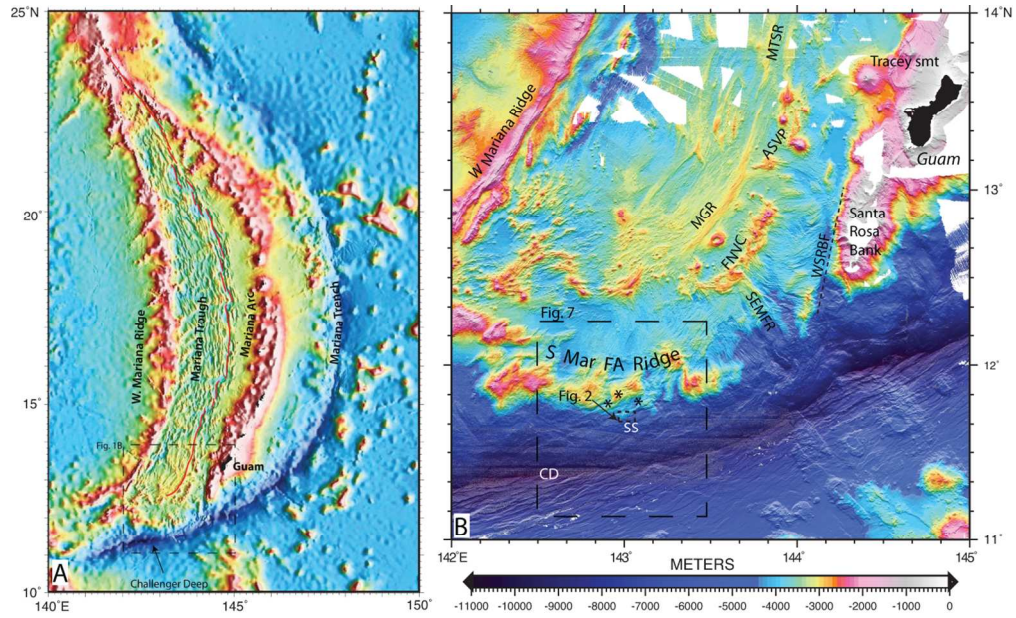 25°N
20°
15°
10°
140°E
145°
150°
W. Mariana Ridge
Mariana Trough
Mariana Arc
Mariana Trench
Fig. 1B
Guam
Challenger Deep
A
14°N
13°
12°
11°
142°E
143°
144°
145°
W Mariana Ridge
MTSR
Tracey smt
Guam
ASVP
MGR
FNVC
Santa
Rosa
Bank
WSRBF
SEMFR
Fig. 7
S Mar FA Ridge
Fig. 2
* * *
SS
CD
B
METERS
-11000 -10000 -9000 -8000 -7000 -6000 -5000 -4000 -3000 -2000 -1000 0